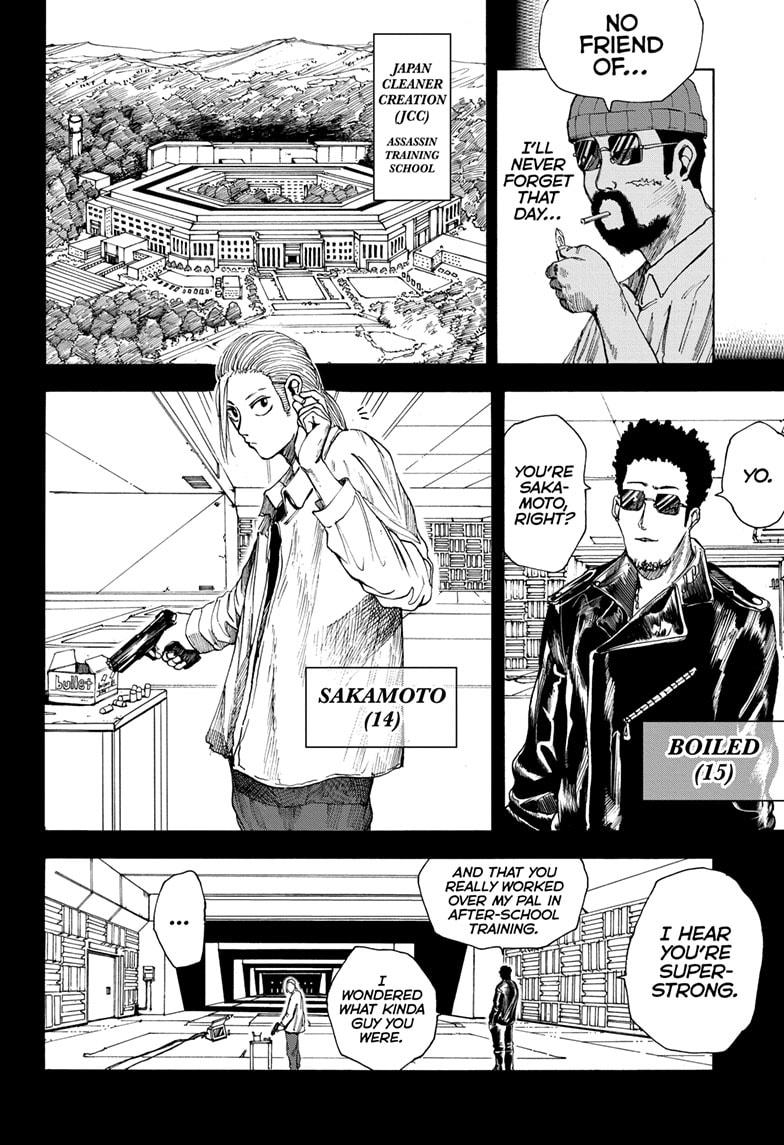 NO
FRIEND
OF...
I'LL
NEVER
FORGET
THAT
DAY...
JAPAN
CLEANER
CREATION
(JCC)
ASSASSIN
TRAINING
SCHOOL
YO.
YOU'RE
SAKA-
MOTO,
RIGHT?
BOILED
(15)
bullet
SAKAMOTO
(14)
I HEAR
YOU'RE
SUPER-
STRONG.
AND THAT YOU
REALLY WORKED
OVER MY PAL IN
AFTER-SCHOOL
TRAINING.
I
WONDERED
WHAT KINDA
GUY YOU
WERE.
...